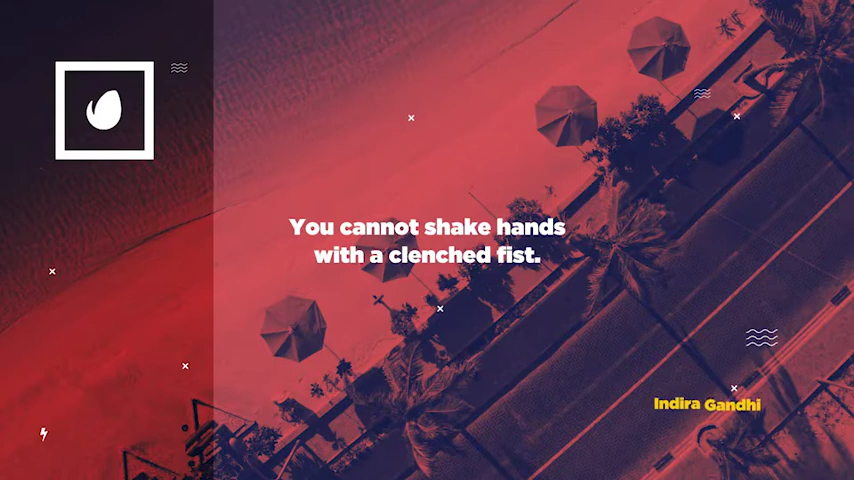 You cannot shake hands
with a clenched fist.
Indira Gandhi